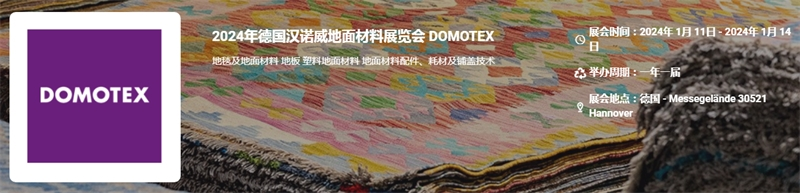 DOMOTEX
2024年德国汉诺威地面材料展览会 DOMOTEX
地毯及地面材料 地板 塑料地面材料 地面材料配件、耗材及铺盖技术
展会时间：2024年 1月 11日 - 2024年 1月 14
日
举办周期：一年一届
展会地点：德国 - Messegelände 30521
Hannover